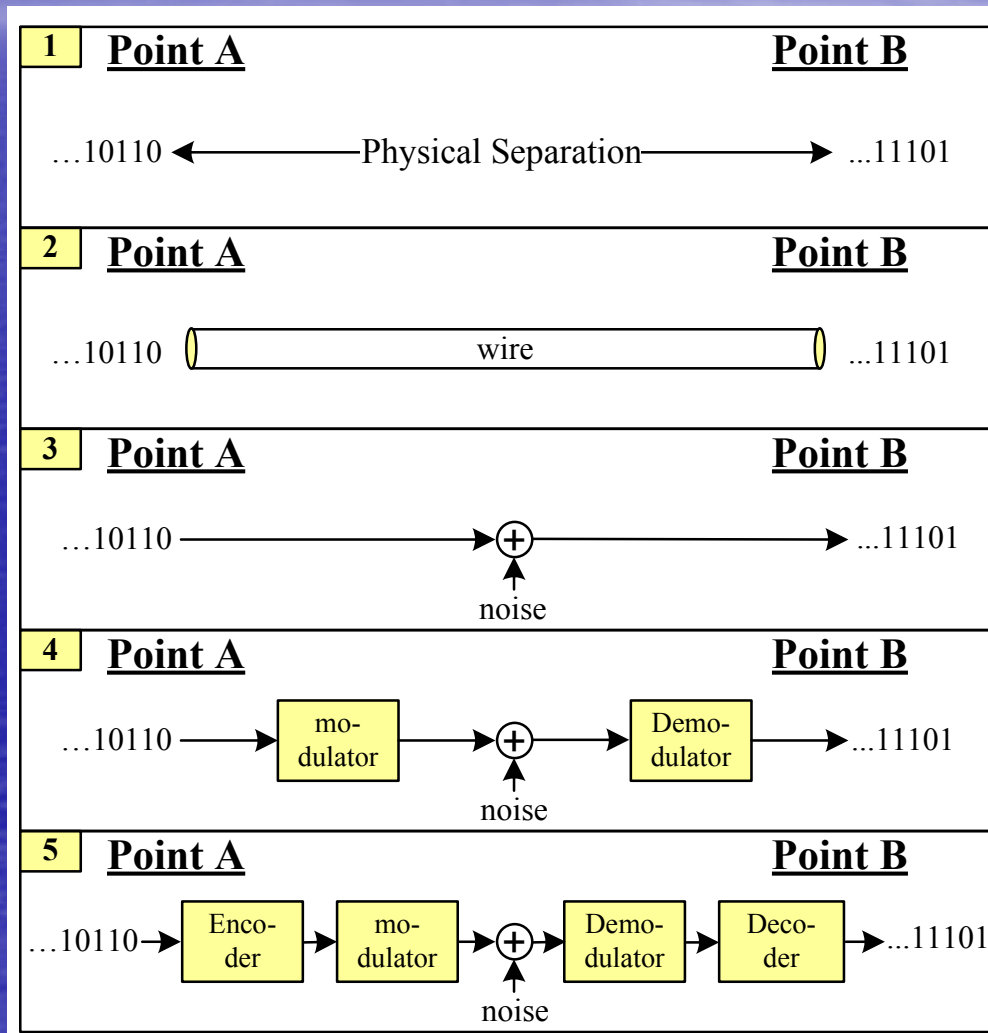 1 Point A Point B
…10110 Physical Separation ...11101
2 Point A Point B
…10110 wire ...11101
3 Point A Point B
…10110 + ...11101
noise
4 Point A Point B
…10110 mo-
dulator + Demo-
dulator ...11101
noise
5 Point A Point B
…10110 Enco-
der mo-
dulator + Demo-
dulator Deco-
der ...11101
noise